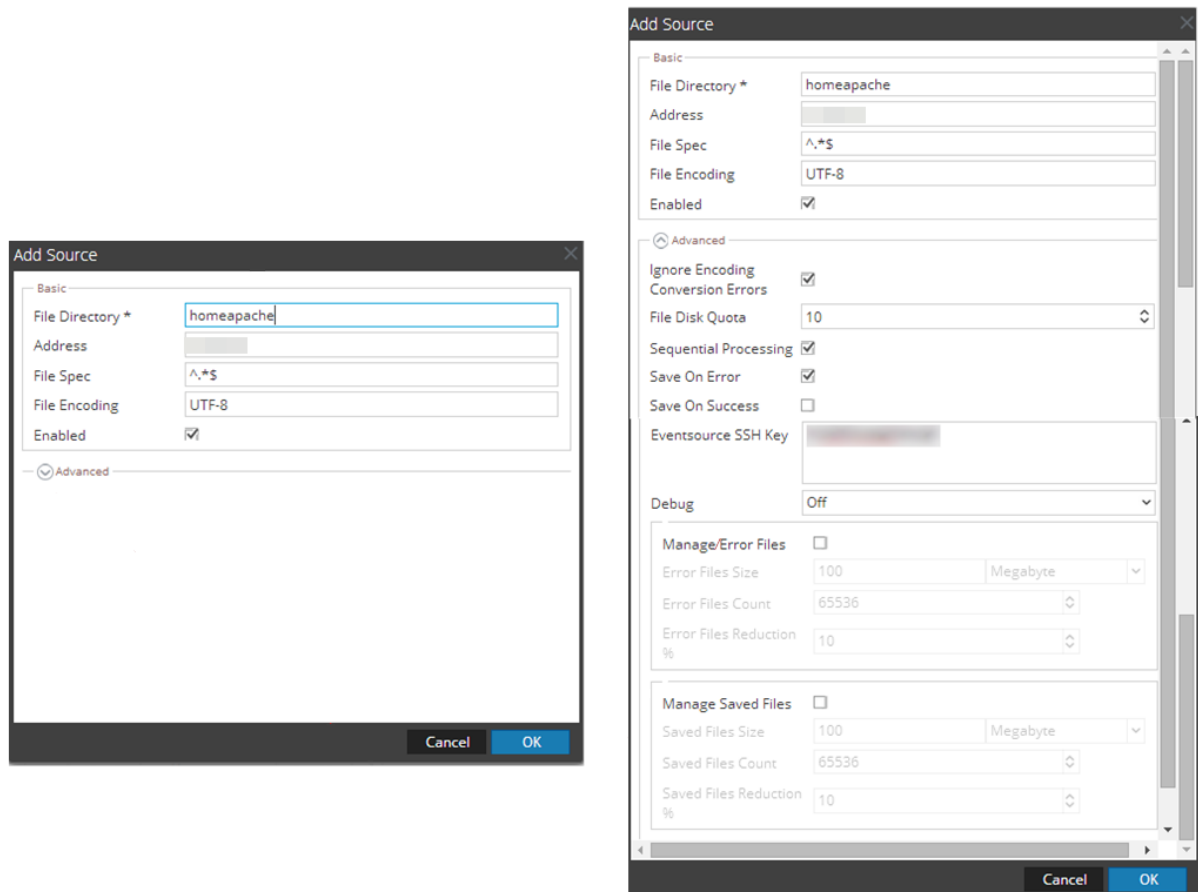 Add Source
Basic
File Directory * homeapache
Address
File Spec ^.*$
File Encoding UTF-8
Enabled
Advanced
Cancel OK
Add Source
Basic
File Directory * homeapache
Address
File Spec ^.*$
File Encoding UTF-8
Enabled
Advanced
Ignore Encoding
Conversion Errors
File Disk Quota 10
Sequential Processing
Save On Error
Save On Success
Eventsource SSH Key
Debug Off
Manage/Error Files
Error Files Size 100 Megabyte
Error Files Count 65536
Error Files Reduction
% 10
Manage Saved Files
Saved Files Size 100 Megabyte
Saved Files Count 65536
Saved Files Reduction
% 10
Cancel OK